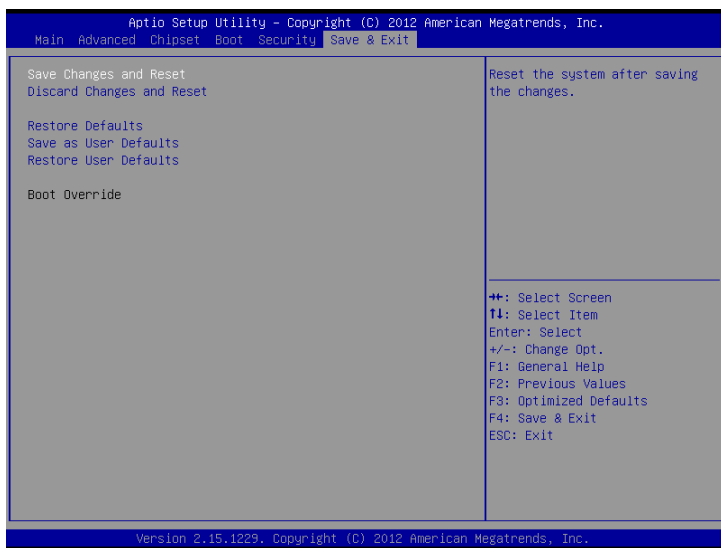 Aptio Setup Utility – Copyright (C) 2012 American Megatrends, Inc.
Main Advanced Chipset Boot Security Save & Exit
Save Changes and Reset
Discard Changes and Reset
Restore Defaults
Save as User Defaults
Restore User Defaults
Boot Override
Reset the system after saving
the changes.
→←: Select Screen
↑↓: Select Item
Enter: Select
+/-: Change Opt.
F1: General Help
F2: Previous Values
F3: Optimized Defaults
F4: Save & Exit
ESC: Exit
Version 2.15.1229. Copyright (C) 2012 American Megatrends, Inc.